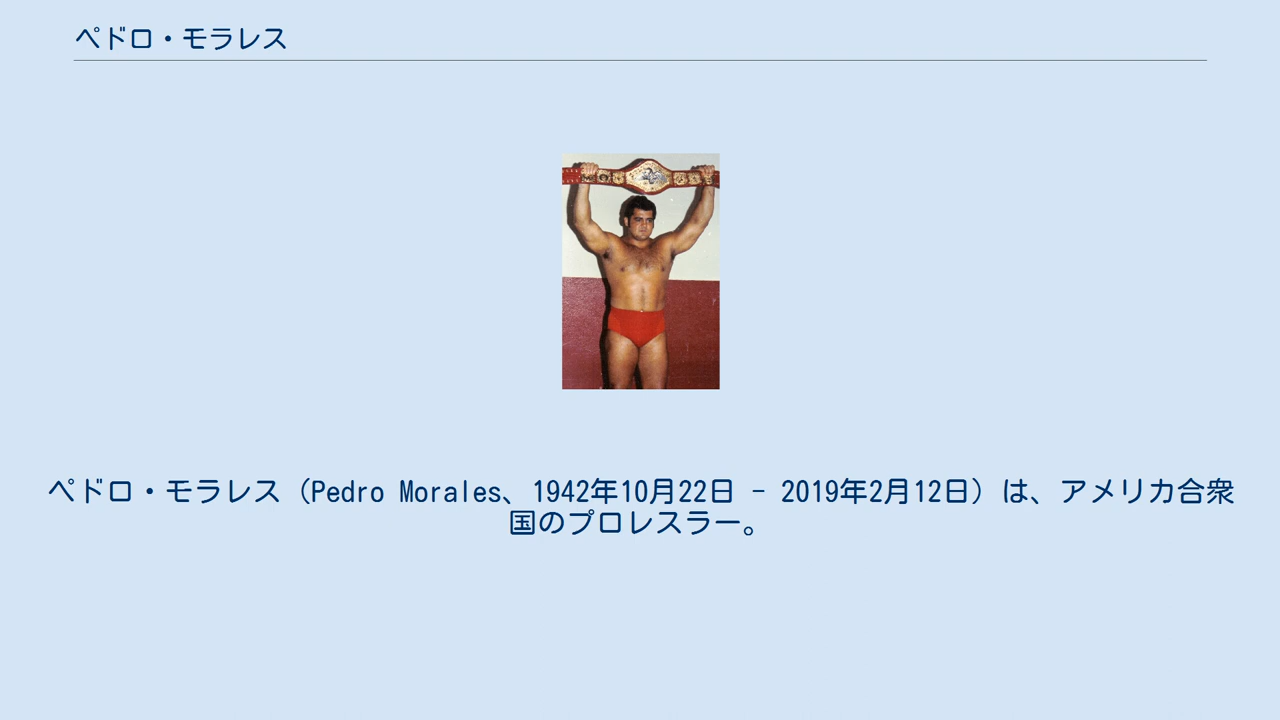 ペドロ・モラレス
ペドロ・モラレス（Pedro Morales、1942年10月22日 - 2019年2月12日）は、アメリカ合衆
国のプロレスラー。